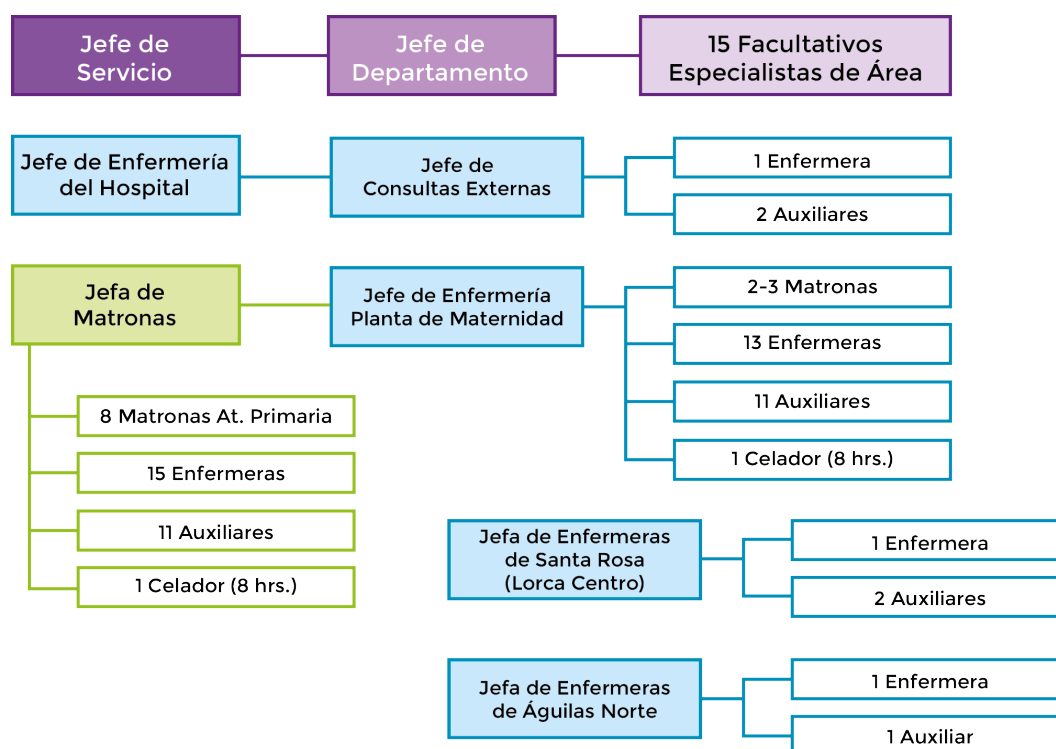 Jefe de
Servicio
Jefe de
Departamento
15 Facultativos
Especialistas de Área
Jefe de Enfermería
del Hospital
Jefe de
Consultas Externas
1 Enfermera
2 Auxiliares
Jefa de
Matronas
Jefe de Enfermería
Planta de Maternidad
2-3 Matronas
13 Enfermeras
11 Auxiliares
1 Celador (8 hrs.)
8 Matronas At. Primaria
15 Enfermeras
11 Auxiliares
1 Celador (8 hrs.)
Jefa de Enfermeras
de Santa Rosa
(Lorca Centro)
1 Enfermera
2 Auxiliares
Jefa de Enfermeras
de Águilas Norte
1 Enfermera
1 Auxiliar